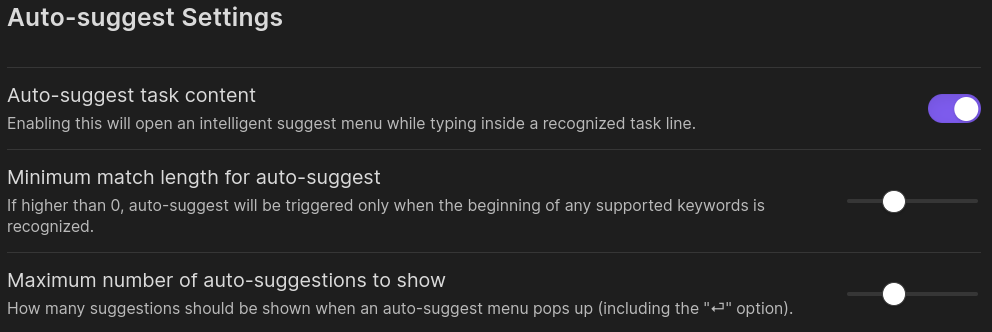 Auto-suggest Settings
Auto-suggest task content
Enabling this will open an intelligent suggest menu while typing inside a recognized task line.
Minimum match length for auto-suggest
If higher than 0, auto-suggest will be triggered only when the beginning of any supported keywords is
recognized.
Maximum number of auto-suggestions to show
How many suggestions should be shown when an auto-suggest menu pops up (including the "⏎" option).